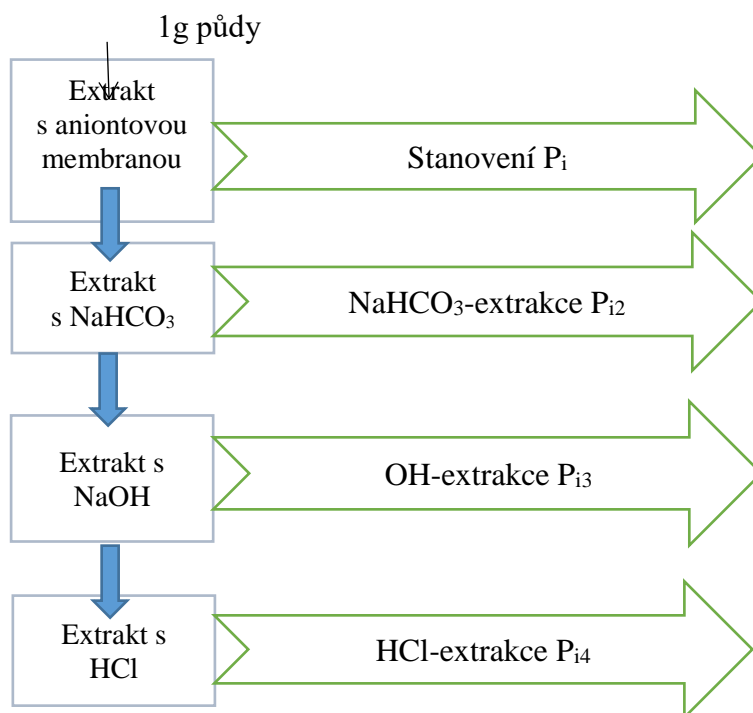 1g půdy
Extrakt
s aniontovou
membranou
Stanovení Pi
Extrakt
s NaHCO3
NaHCO3-extrakce Pi2
Extrakt s
NaOH
OH-extrakce Pi3
Extrakt s
HCl
HCl-extrakce Pi4